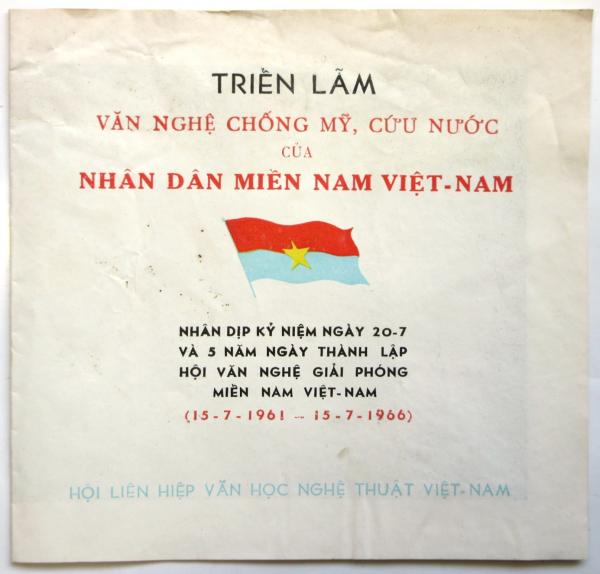 TRIỀN LÃM
VĂN NGHỆ CHỐNG MỸ, CỨU NƯỚC
CỦA
NHÂN DÂN MIỀN NAM VIỆT-NAM
NHÂN DỊP KỶ NIỆM NGÀY 20-7
VÀ 5 NĂM NGÀY THÀNH LẬP
HỘI VĂN NGHỆ GIẢI PHÓNG
MIỀN NAM VIỆT-NAM
(15-7-1961 — 15-7-1966)
HỘI LIÊN HIỆP VĂN HỌC NGHỆ THUẬT VIỆT-NAM